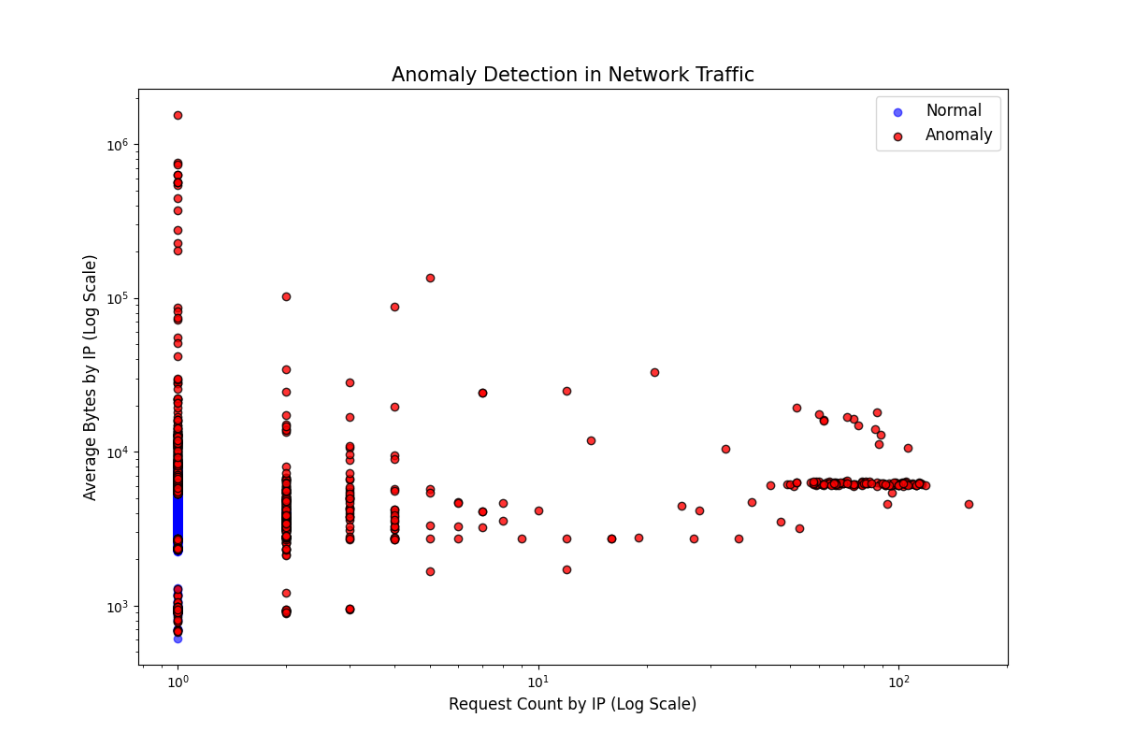 Anomaly Detection in Network Traffic
Normal
Anomaly
Average Bytes by IP (Log Scale)
10⁶
10⁵
10⁴
10³
10⁰
10¹
10²
Request Count by IP (Log Scale)